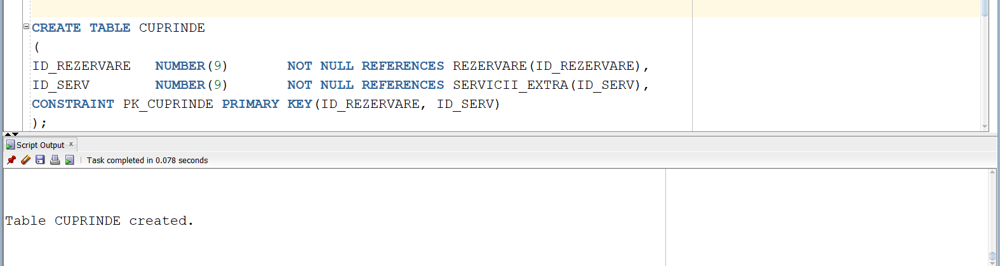 CREATE TABLE CUPRINDE
(
ID_REZERVARE NUMBER(9) NOT NULL REFERENCES REZERVARE(ID_REZERVARE),
ID_SERV NUMBER(9) NOT NULL REFERENCES SERVICII_EXTRA(ID_SERV),
CONSTRAINT PK_CUPRINDE PRIMARY KEY(ID_REZERVARE, ID_SERV)
);
Script Output x
Task completed in 0.078 seconds
Table CUPRINDE created.